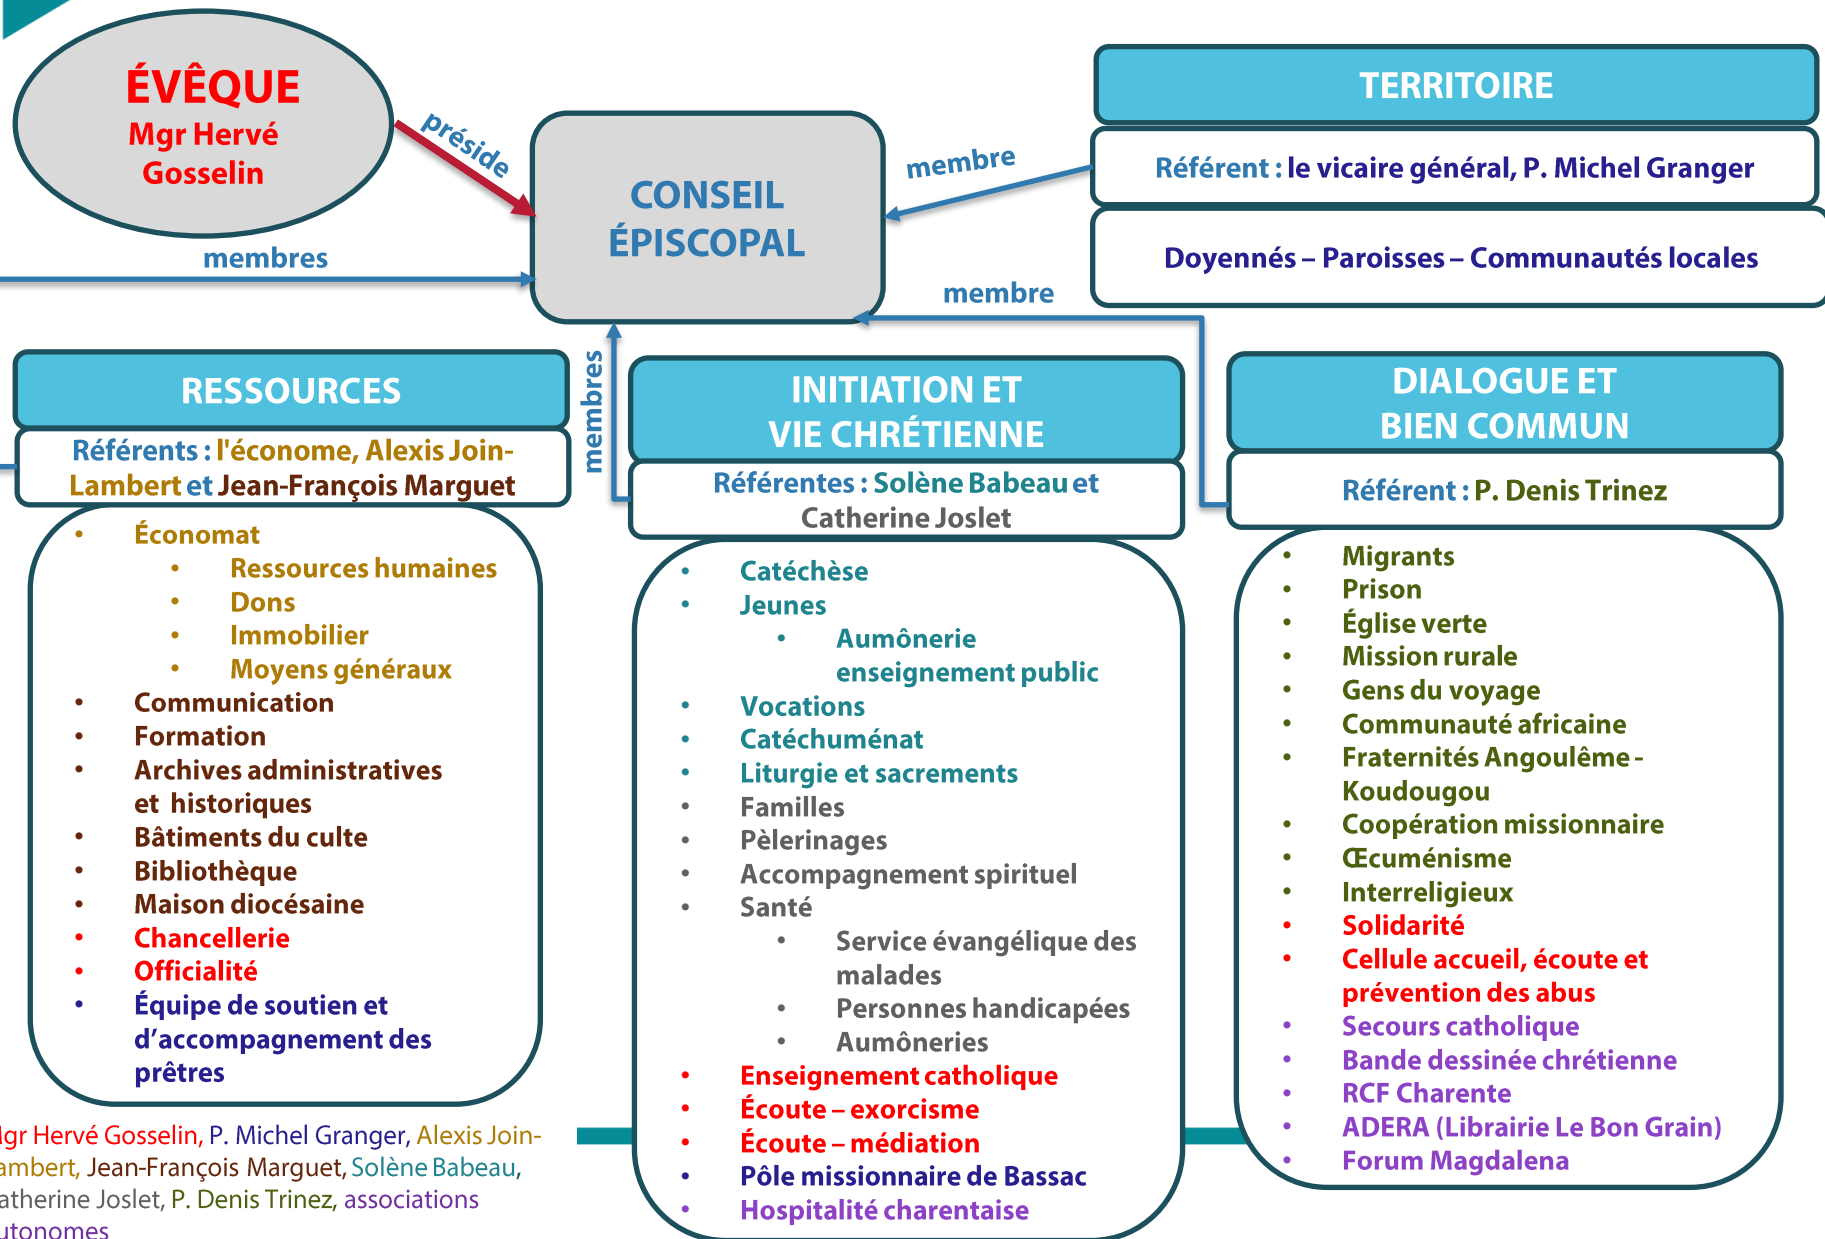 ÉVÊQUE
Mgr Hervé
Gosselin
préside
membres
CONSEIL
ÉPISCOPAL
membre
TERRITOIRE
Référent : le vicaire général, P. Michel Granger
Doyennés – Paroisses – Communautés locales
membre
membres
RESSOURCES
Référents : l'économe, Alexis Join-
Lambert et Jean-François Marguet
• Économat
• Ressources humaines
• Dons
• Immobilier
• Moyens généraux
• Communication
• Formation
• Archives administratives
et historiques
• Bâtiments du culte
• Bibliothèque
• Maison diocésaine
• Chancellerie
• Officialité
• Équipe de soutien et
d’accompagnement des
prêtres
INITIATION ET
VIE CHRÉTIENNE
Référentes : Solène Babeau et
Catherine Joslet
• Catéchèse
• Jeunes
• Aumônerie
enseignement public
• Vocations
• Catéchuménat
• Liturgie et sacrements
• Familles
• Pèlerinages
• Accompagnement spirituel
• Santé
• Service évangélique des
malades
• Personnes handicapées
• Aumôneries
• Enseignement catholique
• Écoute – exorcisme
• Écoute – médiation
• Pôle missionnaire de Bassac
• Hospitalité charentaise
DIALOGUE ET
BIEN COMMUN
Référent : P. Denis Trinez
• Migrants
• Prison
• Église verte
• Mission rurale
• Gens du voyage
• Communauté africaine
• Fraternités Angoulême -
Koudougou
• Coopération missionnaire
• Œcuménisme
• Interreligieux
• Solidarité
• Cellule accueil, écoute et
prévention des abus
• Secours catholique
• Bande dessinée chrétienne
• RCF Charente
• ADERA (Librairie Le Bon Grain)
• Forum Magdalena
Mgr Hervé Gosselin, P. Michel Granger, Alexis Join-
ambert, Jean-François Marguet, Solène Babeau,
atherine Joslet, P. Denis Trinez, associations
utonomes